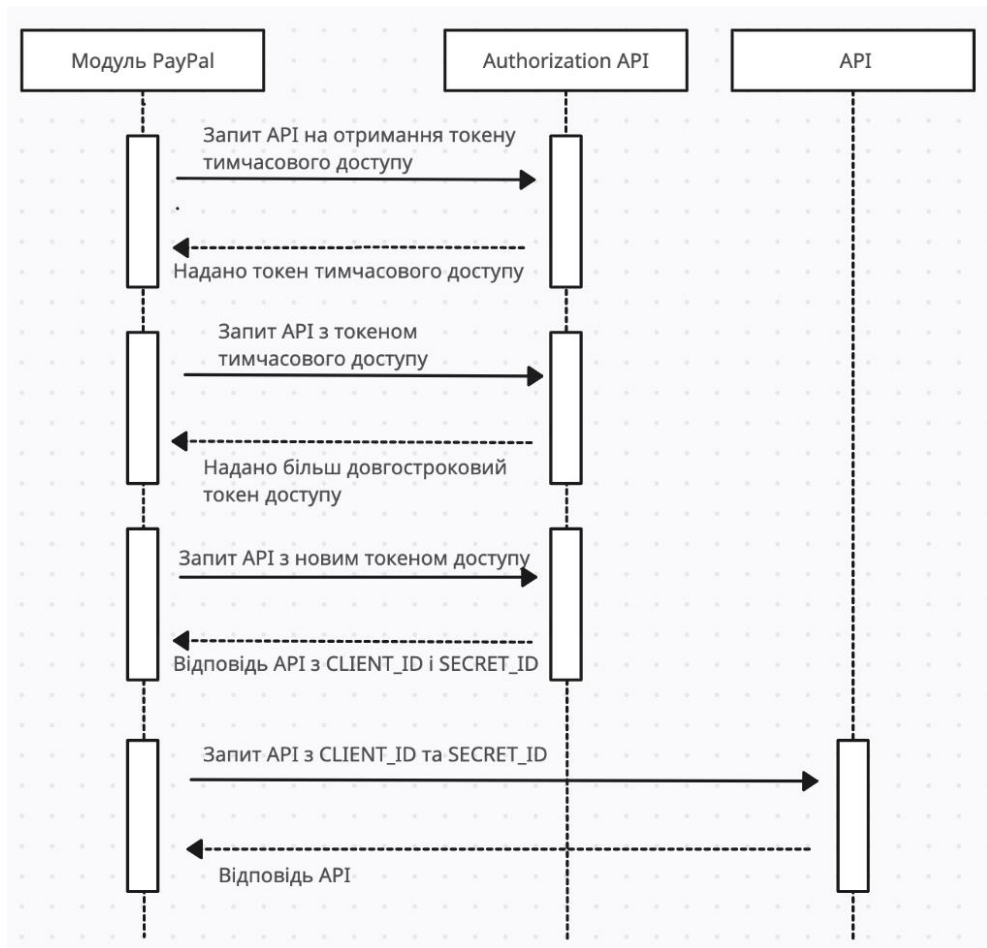 Модуль PayPal
Authorization API
API
Запит API на отримання токену
тимчасового доступу
Надано токен тимчасового доступу
Запит API з токеном
тимчасового доступу
Надано більш довгостроковий
токен доступу
Запит API з новим токеном доступу
Відповідь API з CLIENT_ID і SECRET_ID
Запит API з CLIENT_ID та SECRET_ID
Відповідь API